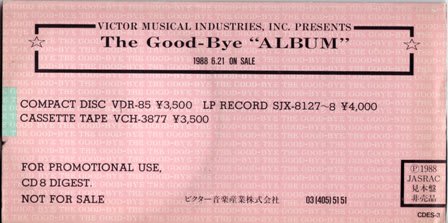 VICTOR MUSICAL INDUSTRIES, INC. PRESENTS
The Good-Bye "ALBUM"
1988 6.21 ON SALE
COMPACT DISC VDR-85 ¥3,500 LP RECORD SJX-8127~8 ¥4,000
CASSETTE TAPE VCH-3877 ¥3,500
FOR PROMOTIONAL USE,
CD8 DIGEST.
NOT FOR SALE
ビクター音楽産業株式会社 03(405)5151
Ⓟ1988
JASRAC
見本盤
非売品